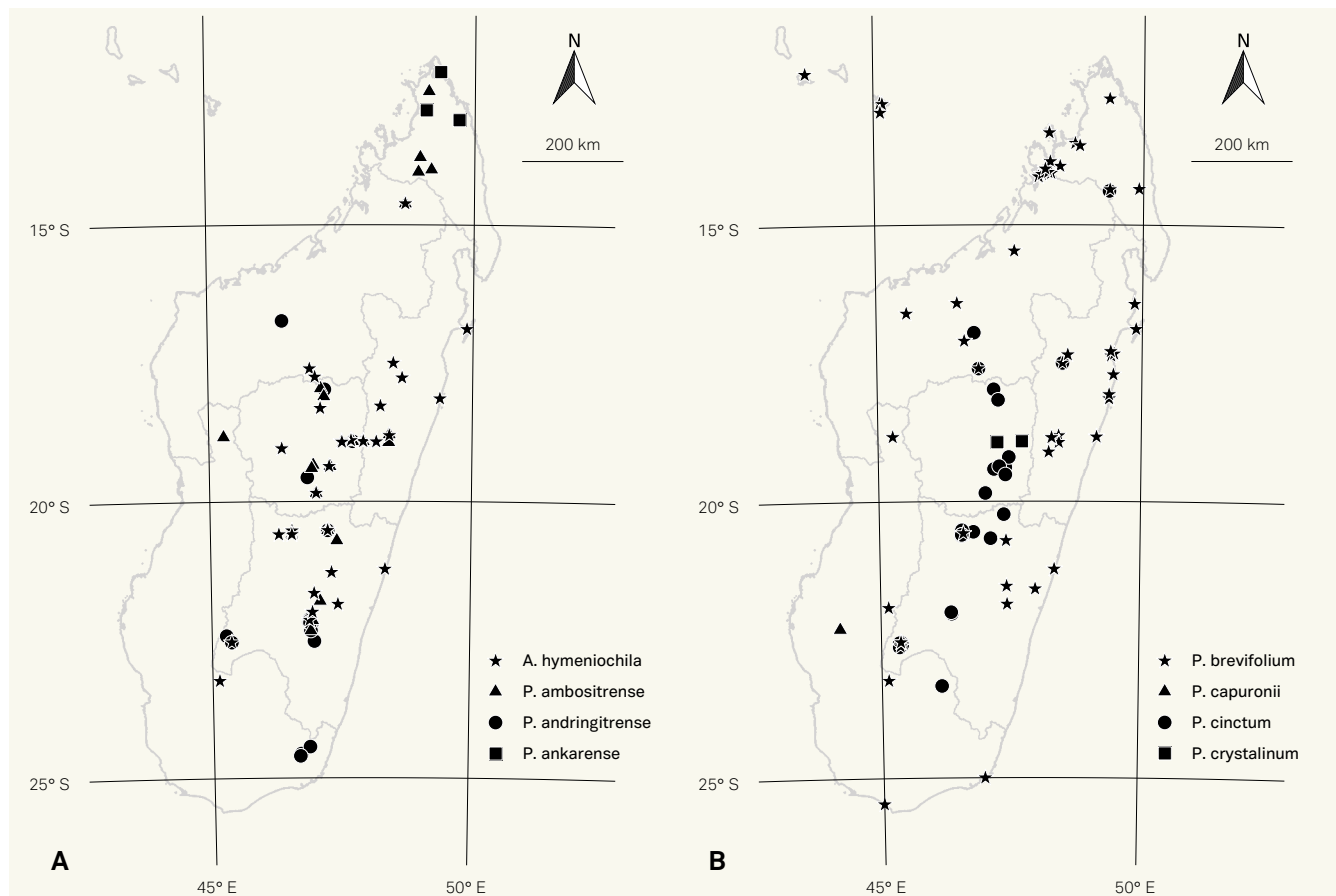 N
200 km
15° S
20° S
25° S
45° E
50° E
A. hymeniochila
P. ambositrense
P. andringitrense
P. ankarense
A
N
200 km
15° S
20° S
25° S
45° E
50° E
P. brevifolium
P. capuronii
P. cinctum
P. crystalinum
B